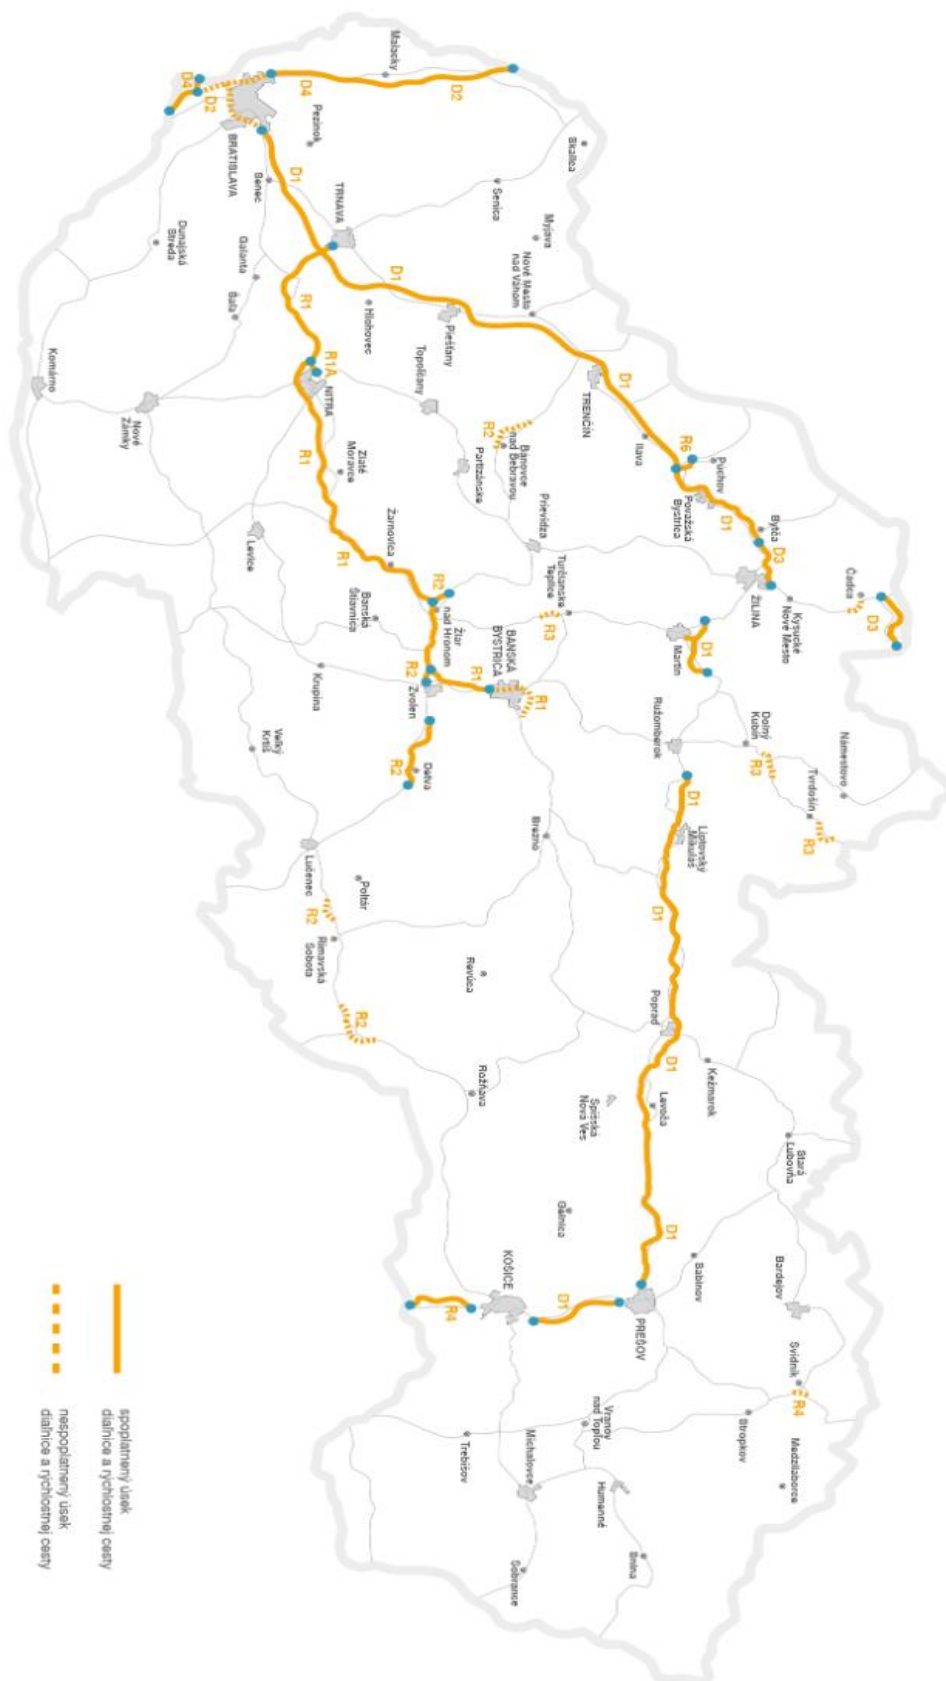 Námestovo
Čadca
D3
Tvrdošín
R3
Kysucké
Nové Mesto
Dolný
Kubín
R3
Stará
Ľubovňa
Bardejov
Svidník
R4
Medzilaborce
Bytča
D3
ŽILINA
D1
Martin
Ružomberok
D1
Liptovský
Mikuláš
D1
Poprad
D1
Kežmarok
Levoča
D1
Sabinov
PREŠOV
Stropkov
Púchov
R6
Považská
Bystrica
D1
Ilava
TRENČÍN
D1
Turčianske
Teplice
R3
Spišská
Nová Ves
Gelnica
D1
Vranov
nad Topľou
Humenné
Snina
Skalica
Myjava
Nové Mesto
nad Váhom
Bánovce
nad Bebravou
R2
Partizánske
Prievidza
BANSKÁ
BYSTRICA
R1
R1
Brezno
Revúca
Rožňava
KOŠICE
R4
Michalovce
Sobrance
Trebišov
Senica
D2
Malacky
D4
Piešťany
Topoľčany
D1
Hlohovec
TRNAVA
Pezinok
D1
Senec
BRATISLAVA
D4
D2
Galanta
Šaľa
Dunajská
Streda
R1
R1A
NITRA
Zlaté
Moravce
R1
Žarnovica
R1
R2
Žiar
nad Hronom
Banská
Štiavnica
R2
Zvolen
R2
Detva
Krupina
Veľký
Krtíš
Levice
Nové
Zámky
Komárno
Lučenec
Poltár
R2
Rimavská
Sobota
R2
spoplatnený úsek
diaľnice a rýchlostnej cesty
nespoplatnený úsek
diaľnice a rýchlostnej cesty